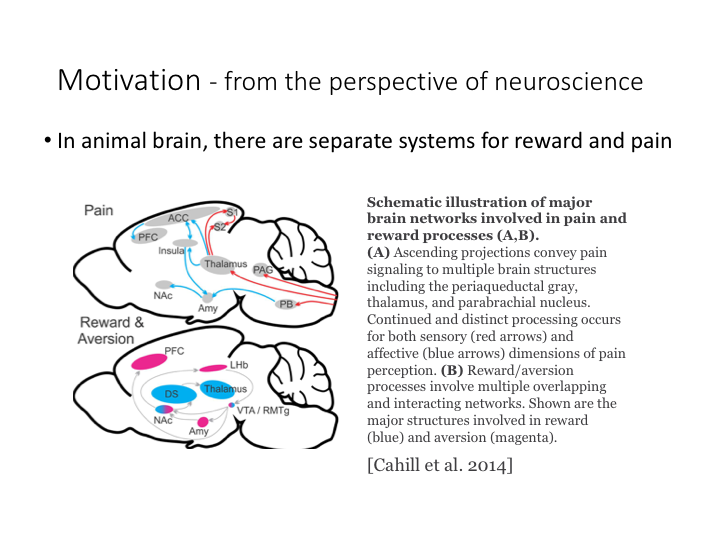 Motivation - from the perspective of neuroscience
• In animal brain, there are separate systems for reward and pain
Pain
ACC
S1
S2
PFC
Insula
Thalamus
PAG
NAc
Amy
PB
Reward &
Aversion
PFC
LHb
DS
Thalamus
NAc
VTA / RMTg
Amy
Schematic illustration of major
brain networks involved in pain and
reward processes (A,B).
(A) Ascending projections convey pain
signaling to multiple brain structures
including the periaqueductal gray,
thalamus, and parabrachial nucleus.
Continued and distinct processing occurs
for both sensory (red arrows) and
affective (blue arrows) dimensions of pain
perception. (B) Reward/aversion
processes involve multiple overlapping
and interacting networks. Shown are the
major structures involved in reward
(blue) and aversion (magenta).
[Cahill et al. 2014]